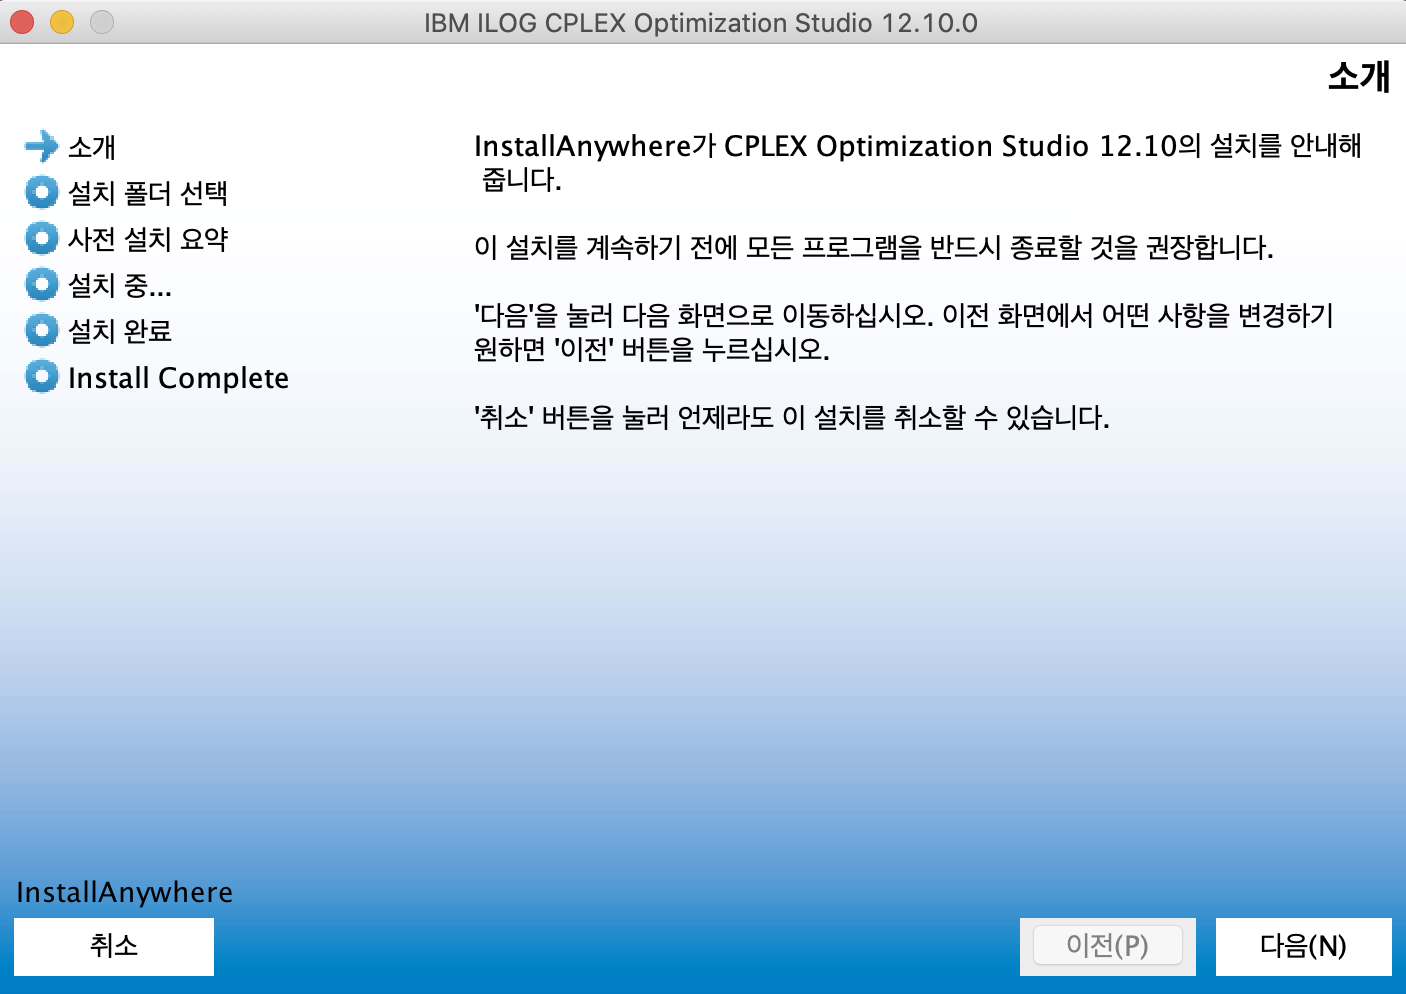 IBM ILOG CPLEX Optimization Studio 12.10.0
소개
소개
설치 폴더 선택
사전 설치 요약
설치 중...
설치 완료
Install Complete
InstallAnywhere가 CPLEX Optimization Studio 12.10의 설치를 안내해
줍니다.
이 설치를 계속하기 전에 모든 프로그램을 반드시 종료할 것을 권장합니다.
'다음'을 눌러 다음 화면으로 이동하십시오. 이전 화면에서 어떤 사항을 변경하기
원하면 '이전' 버튼을 누르십시오.
'취소' 버튼을 눌러 언제라도 이 설치를 취소할 수 있습니다.
InstallAnywhere
취소
이전(P)
다음(N)